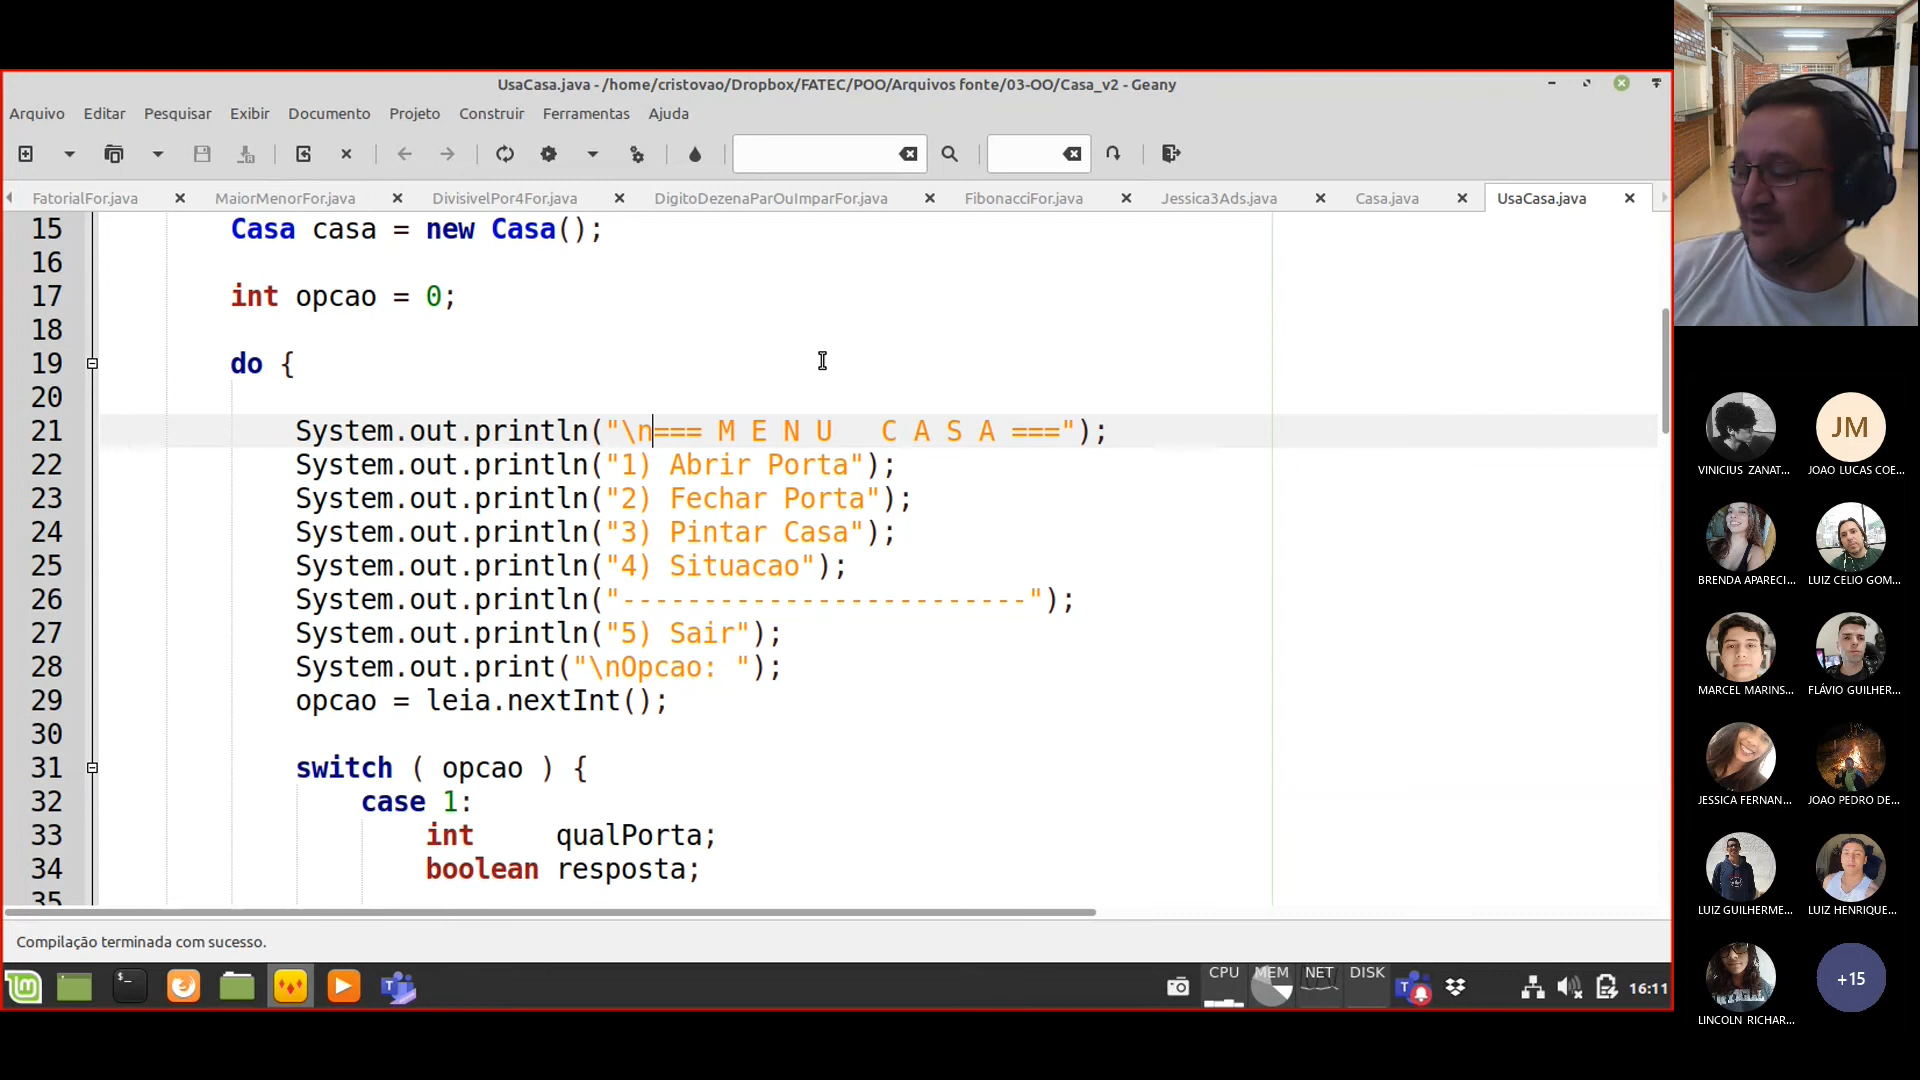 UsaCasa.java - /home/cristovao/Dropbox/FATEC/POO/Arquivos fonte/03-OO/Casa_v2 - Geany
Arquivo Editar Pesquisar Exibir Documento Projeto Construir Ferramentas Ajuda
FatorialFor.java MaiorMenorFor.java DivisivelPor4For.java DigitoDezenaParOuImparFor.java FibonacciFor.java Jessica3Ads.java Casa.java UsaCasa.java
15 Casa casa = new Casa();
16
17 int opcao = 0;
18
19 do {
20
21 System.out.println("\n=== M E N U   C A S A ===");
22 System.out.println("1) Abrir Porta");
23 System.out.println("2) Fechar Porta");
24 System.out.println("3) Pintar Casa");
25 System.out.println("4) Situacao");
26 System.out.println("-------------------------");
27 System.out.println("5) Sair");
28 System.out.print("\nOpcao: ");
29 opcao = leia.nextInt();
30
31 switch ( opcao ) {
32 case 1:
33 int     qualPorta;
34 boolean resposta;
35
Compilação terminada com sucesso.
CPU MEM NET DISK
16:11
JM
VINICIUS ZANAT... JOAO LUCAS COE...
BRENDA APARECI... LUIZ CELIO GOM...
MARCEL MARINS... FLÁVIO GUILHER...
JESSICA FERNAN... JOAO PEDRO DE...
LUIZ GUILHERME... LUIZ HENRIQUE...
+15
LINCOLN RICHAR...